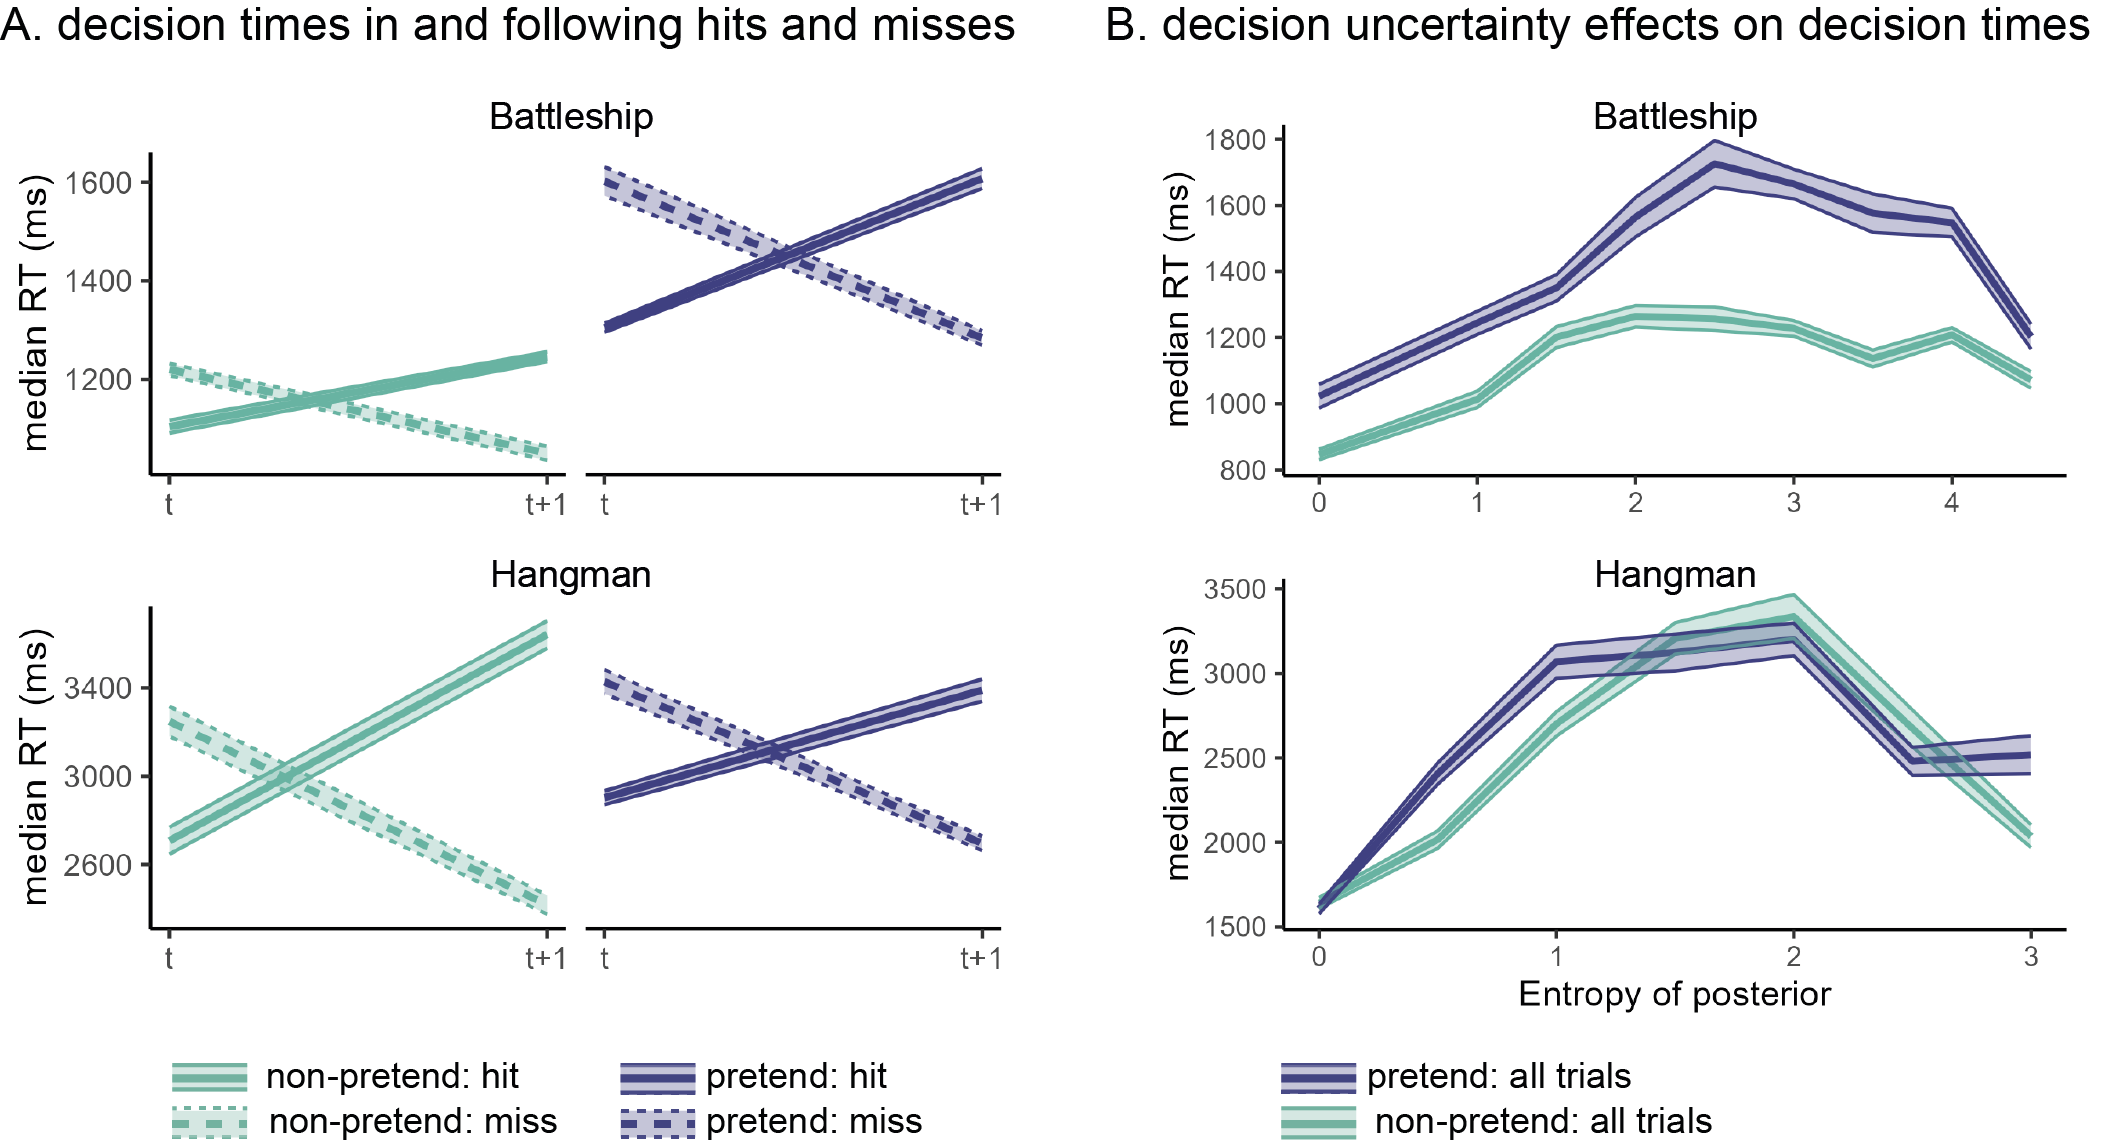 A. decision times in and following hits and misses
Battleship
median RT (ms)
1600
1400
1200
t
t+1
t
t+1
Hangman
median RT (ms)
3400
3000
2600
t
t+1
t
t+1
non-pretend: hit
non-pretend: miss
pretend: hit
pretend: miss
B. decision uncertainty effects on decision times
Battleship
median RT (ms)
1800
1600
1400
1200
1000
800
0
1
2
3
4
Hangman
median RT (ms)
3500
3000
2500
2000
1500
0
1
2
3
Entropy of posterior
pretend: all trials
non-pretend: all trials